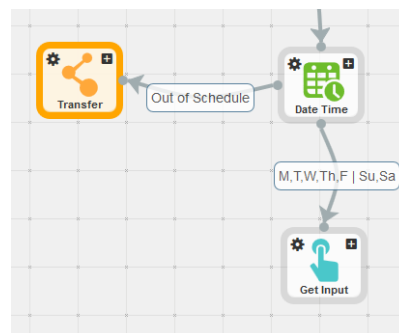 Transfer
Out of Schedule
Date Time
M,T,W,Th,F | Su,Sa
Get Input